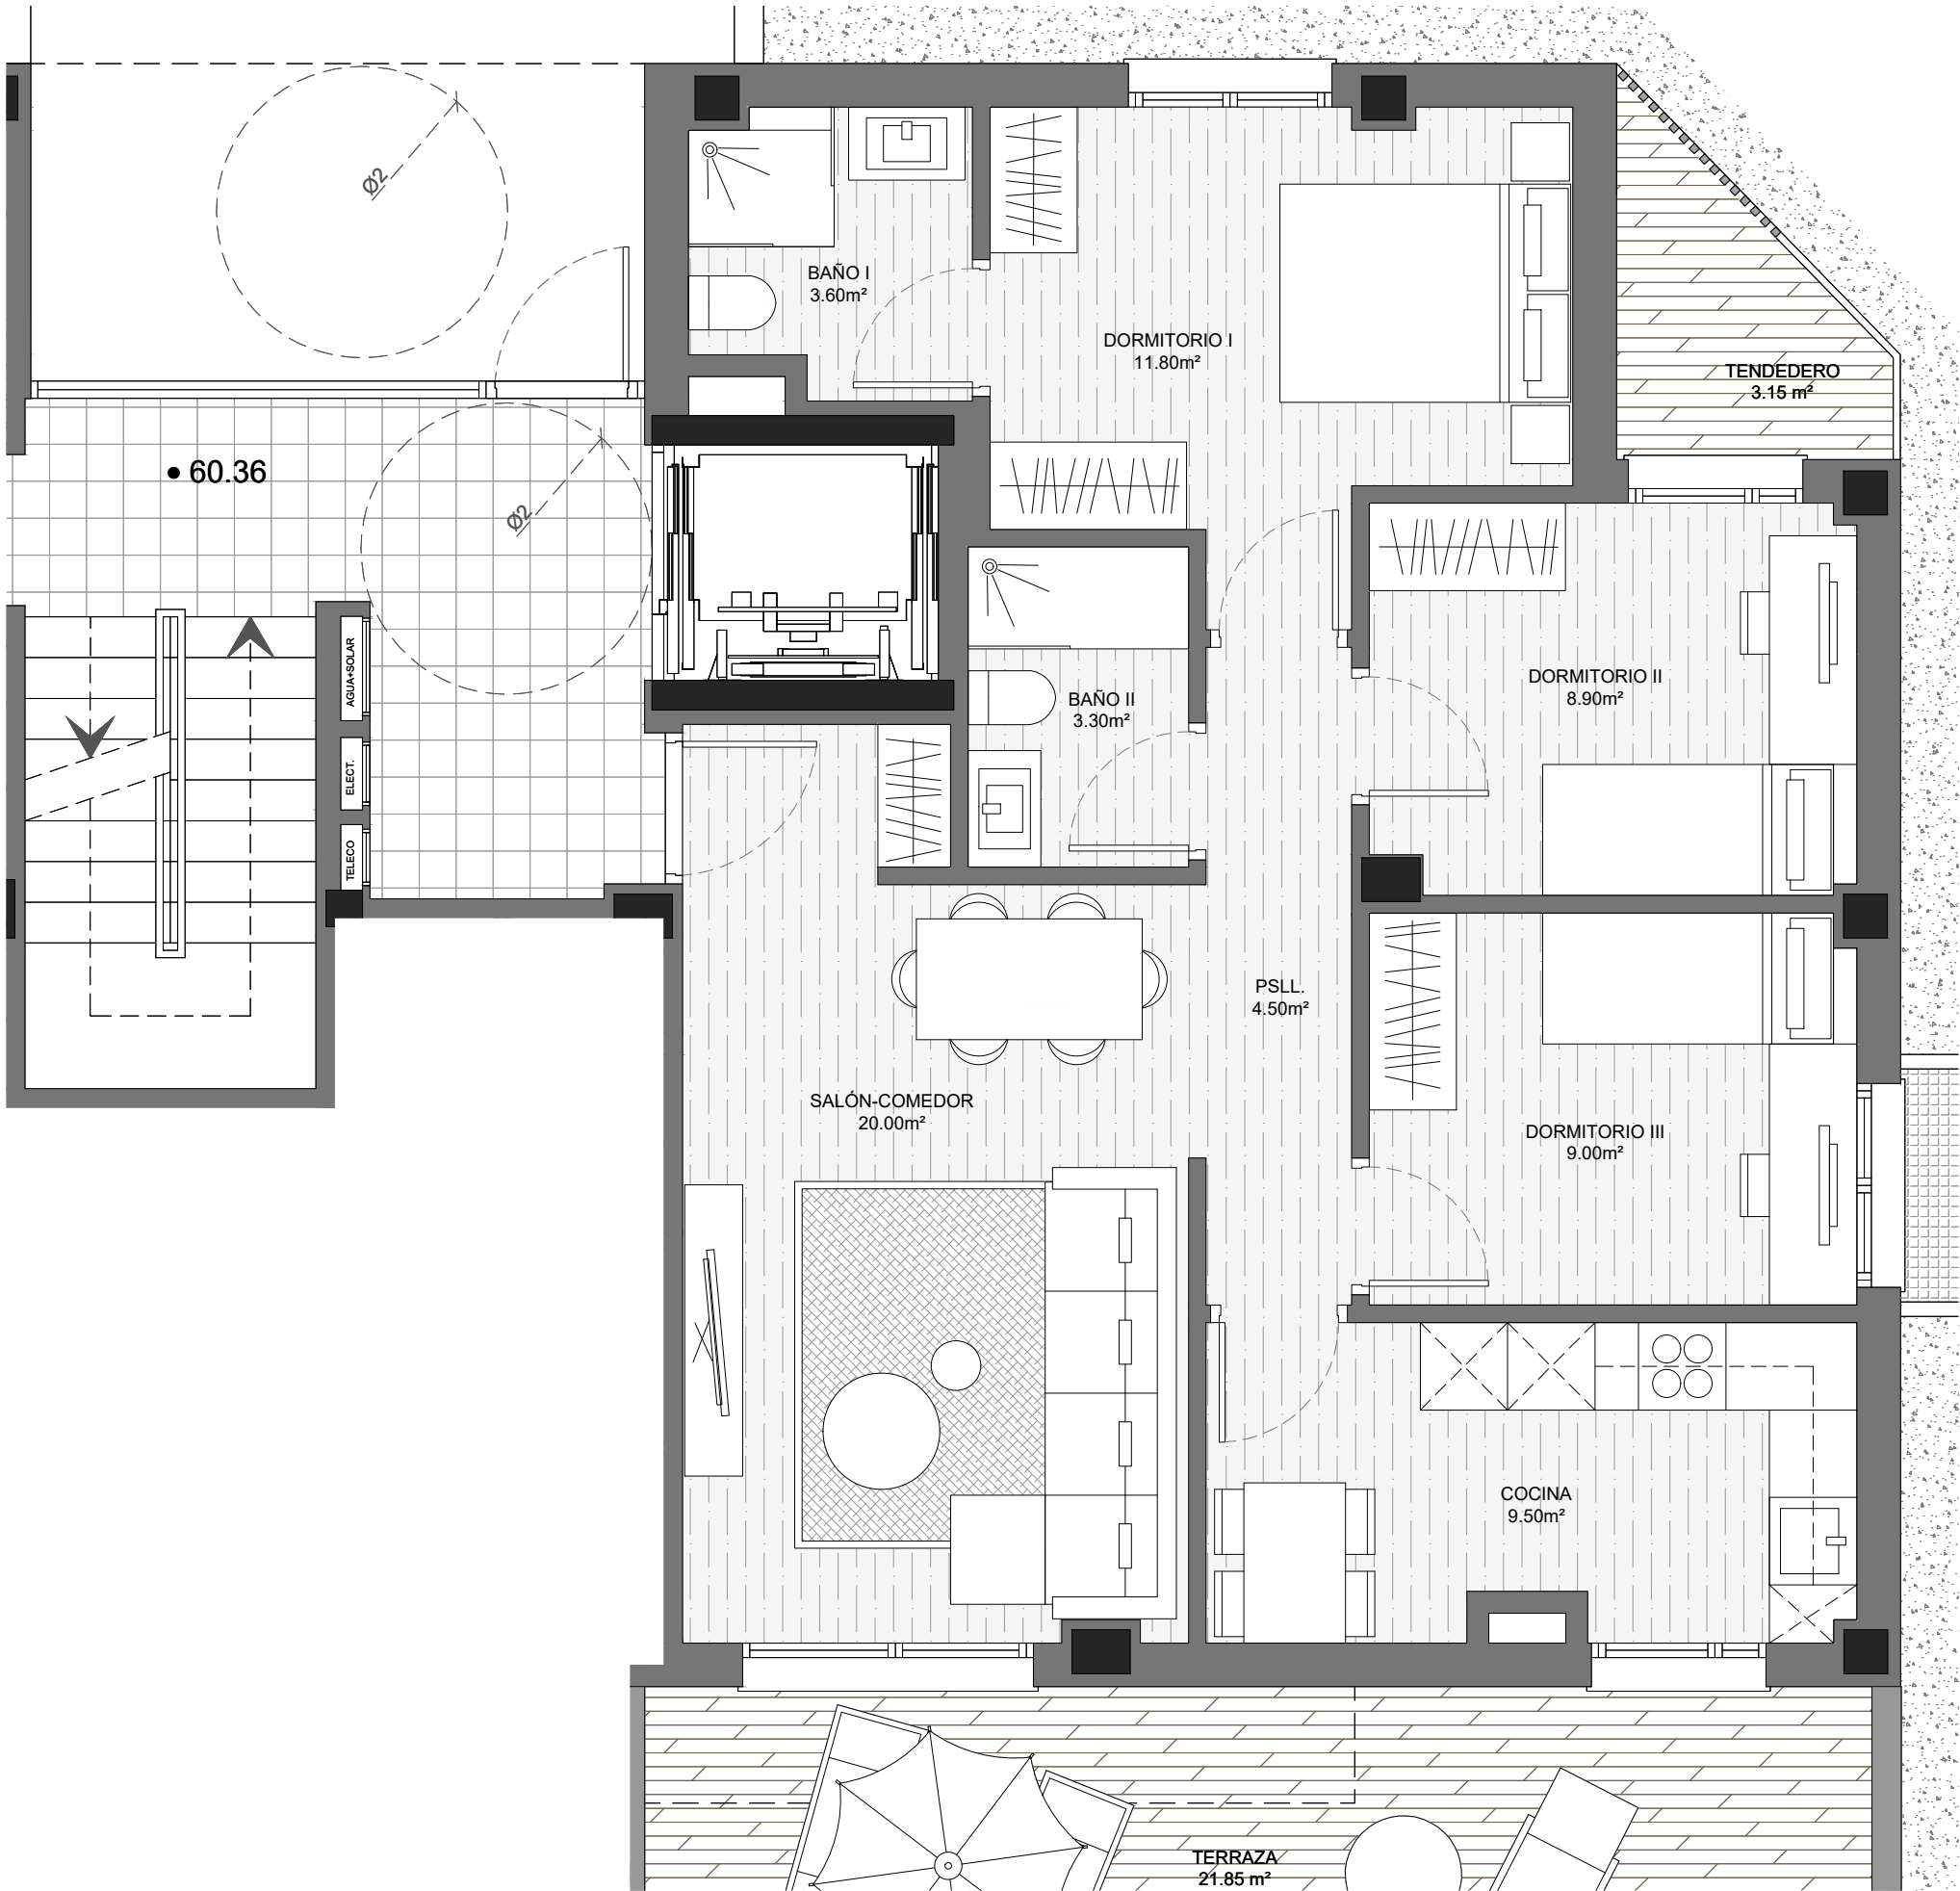 Ø2
BAÑO I
3.60m²
DORMITORIO I
11.80m²
TENDEDERO
3.15 m²
60.36
Ø2
AGUA+SOLAR
ELECT.
TELECO
BAÑO II
3.30m²
DORMITORIO II
8.90m²
PSLL.
4.50m²
SALÓN-COMEDOR
20.00m²
DORMITORIO III
9.00m²
COCINA
9.50m²
TERRAZA
21.85 m²